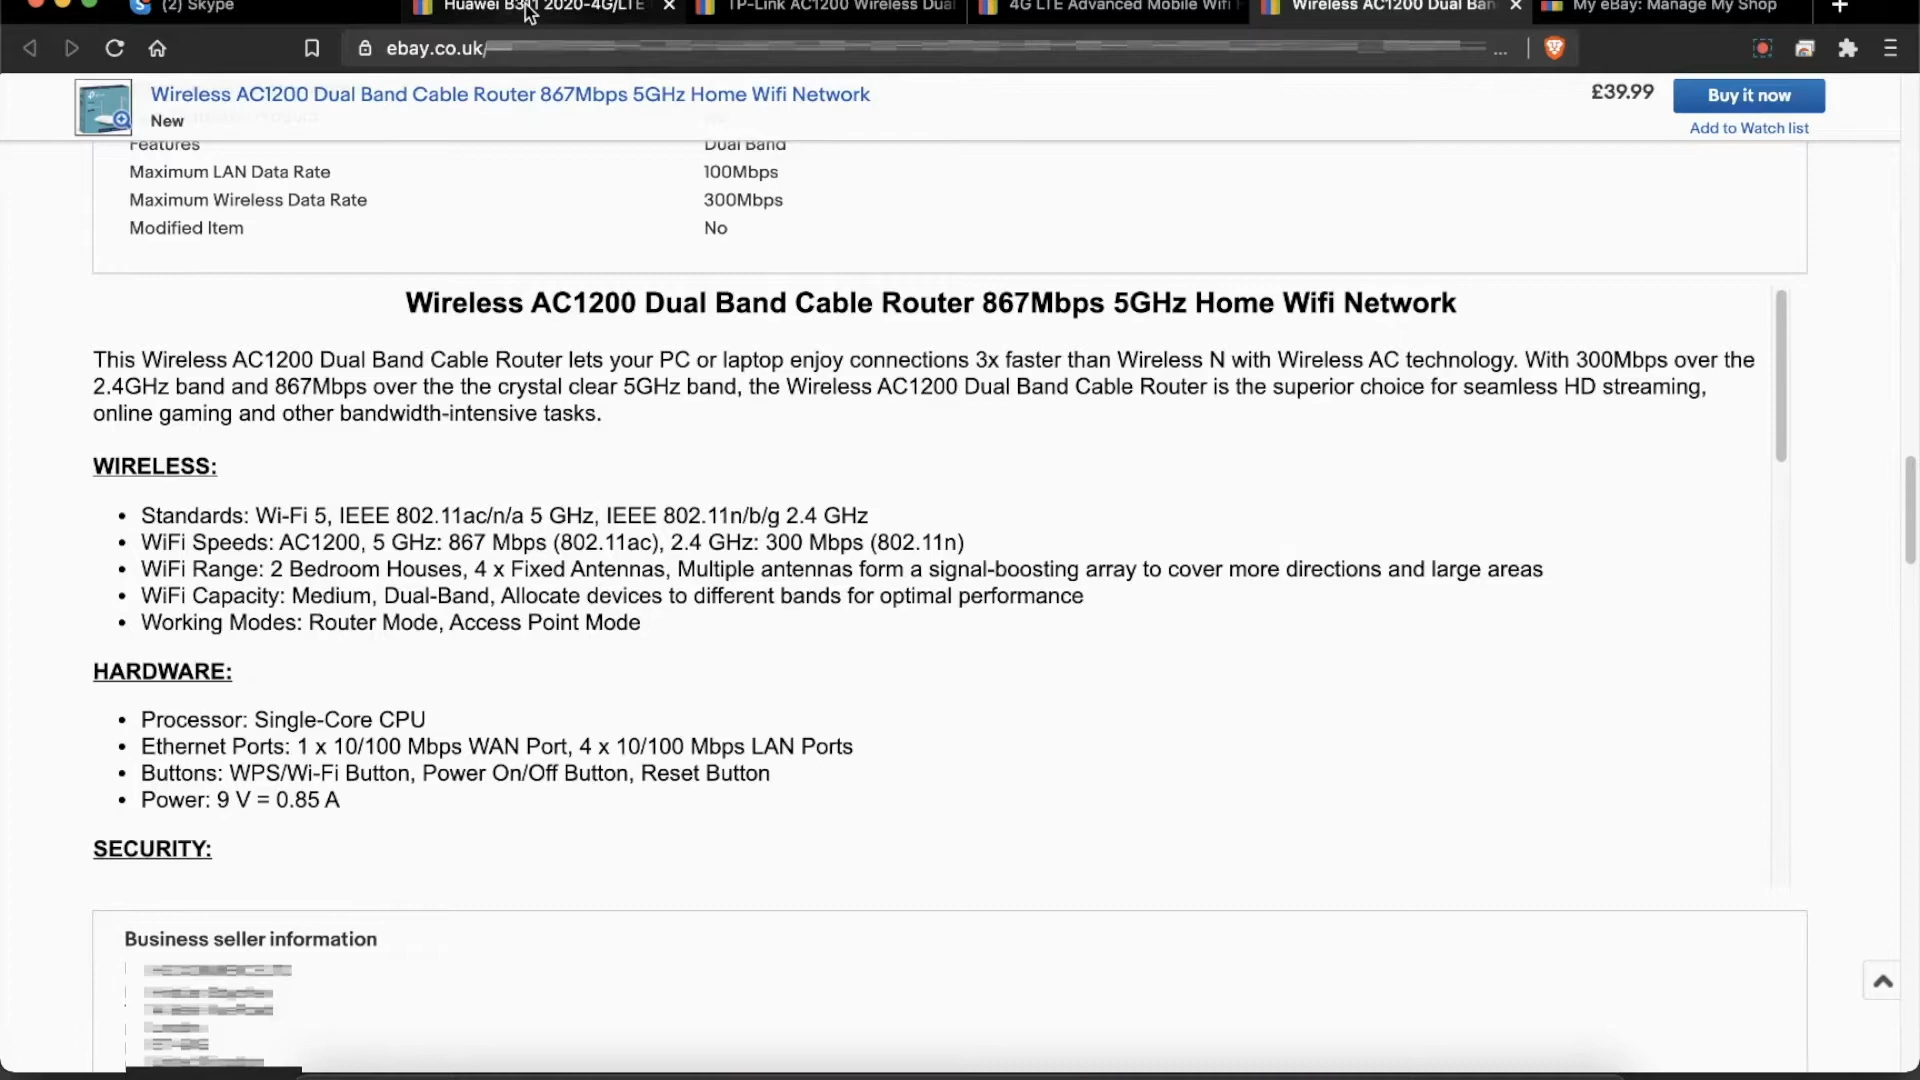 (2) Skype
Huawei B311 2020-4G/LTE
TP-Link AC1200 Wireless Dual
4G LTE Advanced Mobile Wifi
Wireless AC1200 Dual Ban
My eBay: Manage My Shop
ebay.co.uk/
...
Wireless AC1200 Dual Band Cable Router 867Mbps 5GHz Home Wifi Network
New
£39.99
Buy it now
Add to Watch list
Features Dual Band
Maximum LAN Data Rate 100Mbps
Maximum Wireless Data Rate 300Mbps
Modified Item No
Wireless AC1200 Dual Band Cable Router 867Mbps 5GHz Home Wifi Network
This Wireless AC1200 Dual Band Cable Router lets your PC or laptop enjoy connections 3x faster than Wireless N with Wireless AC technology. With 300Mbps over the
2.4GHz band and 867Mbps over the the crystal clear 5GHz band, the Wireless AC1200 Dual Band Cable Router is the superior choice for seamless HD streaming,
online gaming and other bandwidth-intensive tasks.
WIRELESS:
• Standards: Wi-Fi 5, IEEE 802.11ac/n/a 5 GHz, IEEE 802.11n/b/g 2.4 GHz
• WiFi Speeds: AC1200, 5 GHz: 867 Mbps (802.11ac), 2.4 GHz: 300 Mbps (802.11n)
• WiFi Range: 2 Bedroom Houses, 4 x Fixed Antennas, Multiple antennas form a signal-boosting array to cover more directions and large areas
• WiFi Capacity: Medium, Dual-Band, Allocate devices to different bands for optimal performance
• Working Modes: Router Mode, Access Point Mode
HARDWARE:
• Processor: Single-Core CPU
• Ethernet Ports: 1 x 10/100 Mbps WAN Port, 4 x 10/100 Mbps LAN Ports
• Buttons: WPS/Wi-Fi Button, Power On/Off Button, Reset Button
• Power: 9 V = 0.85 A
SECURITY:
Business seller information